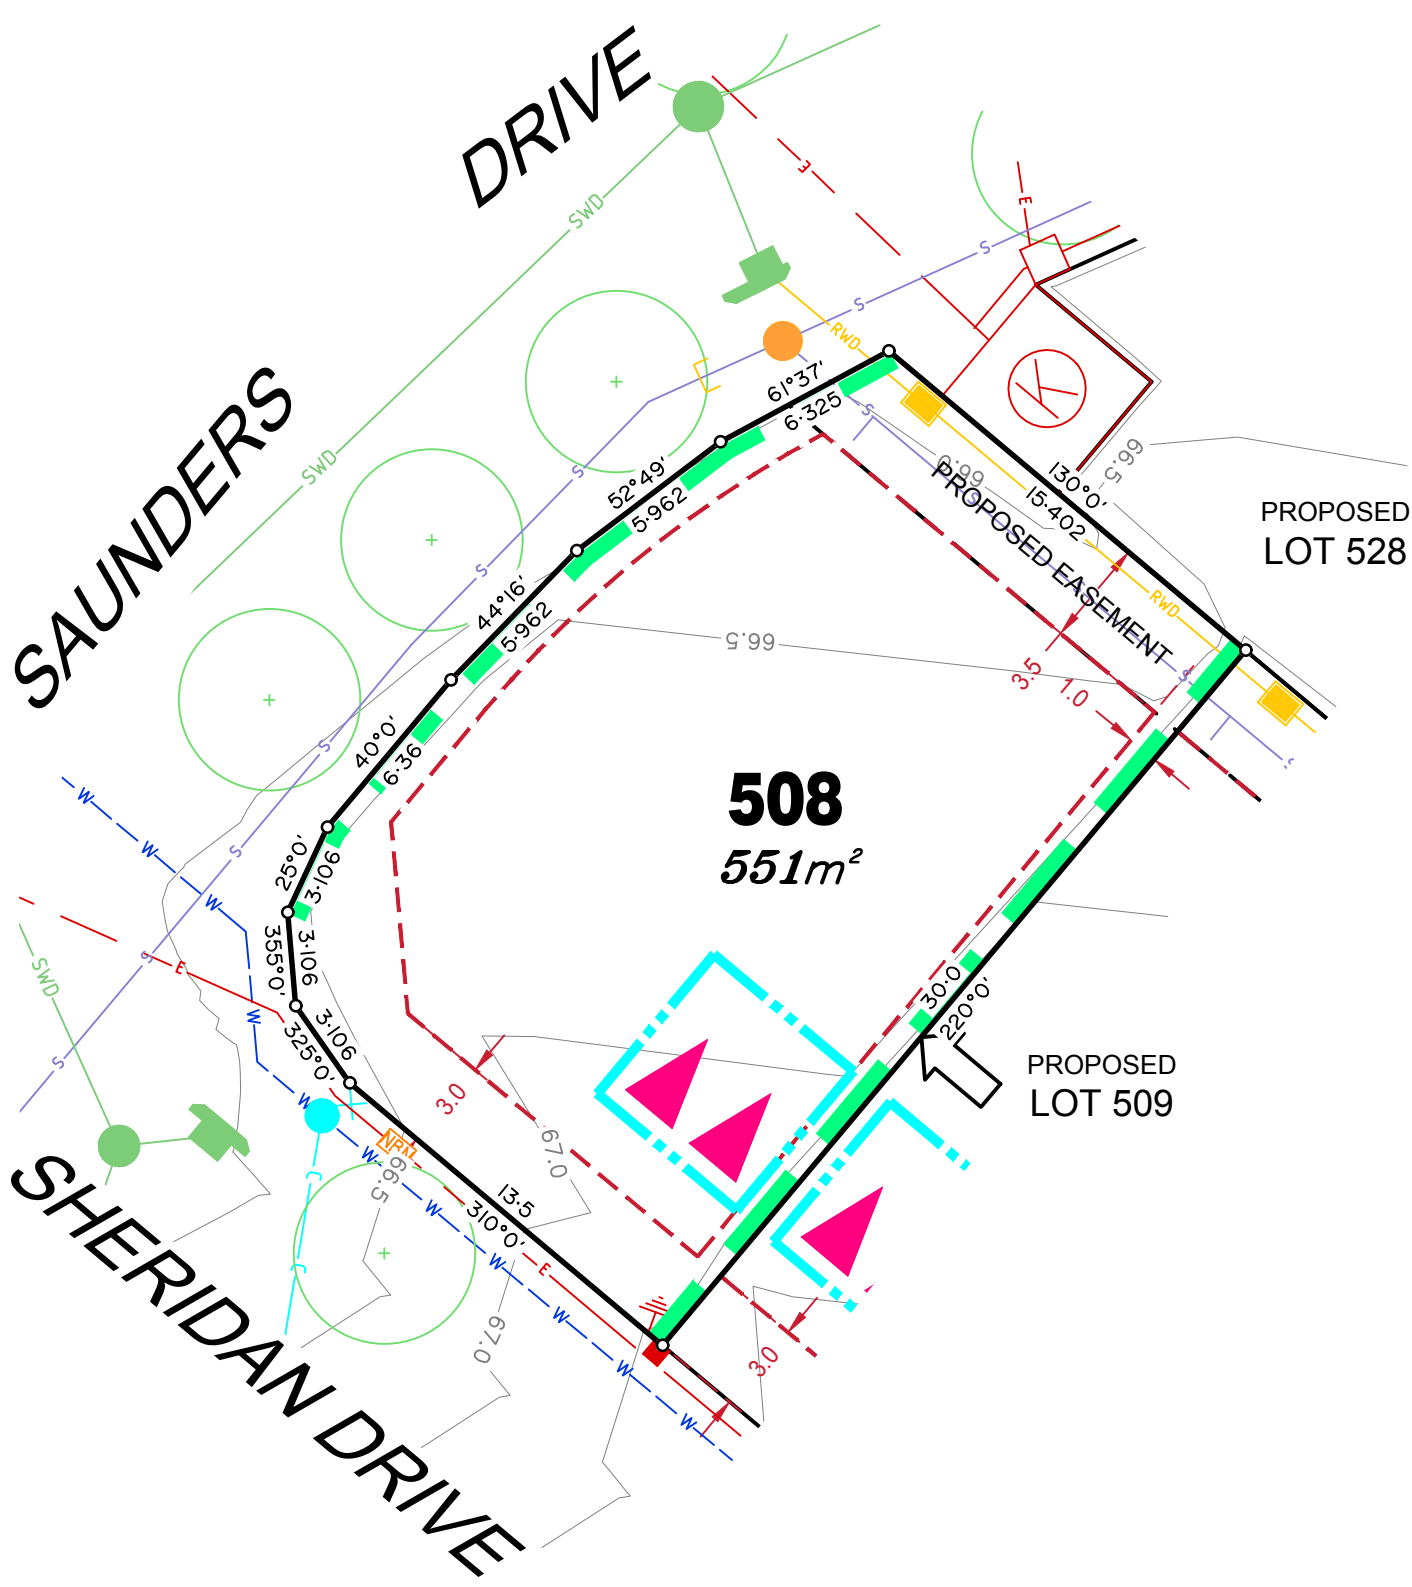 DRIVE
SAUNDERS
SHERIDAN DRIVE
SWD
SWD
SWD
E
E
E
E
S
S
S
S
S
S
S
S
S
S
S
S
RWD
RWD
K
61°37'
6·325
52°49'
5·962
44°16'
5·962
40°0'
6·36
25°0'
3·106
355°0'
3·106
325°0'
3·106
13·5
310°0'
130°0'
15·402
30·0
220°0'
66.5
66.0
66.5
66.5
67.0
67.0
PROPOSED EASEMENT
PROPOSED
LOT 528
3.5
1.0
508
551m²
PROPOSED
LOT 509
3.0
3.0
W
W
W
W
W
W
W
W
W
W
W